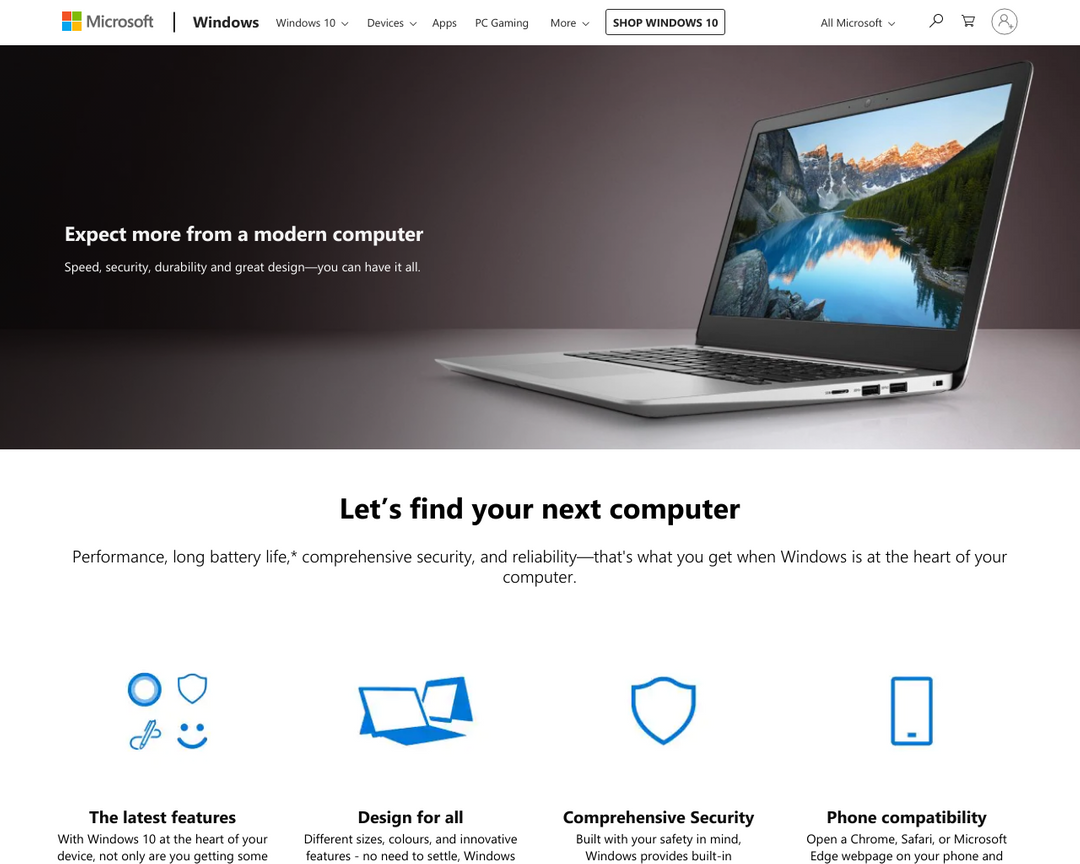 Microsoft Windows Windows 10 Devices Apps PC Gaming More SHOP WINDOWS 10 All Microsoft
Expect more from a modern computer
Speed, security, durability and great design—you can have it all.
Let’s find your next computer
Performance, long battery life,* comprehensive security, and reliability—that's what you get when Windows is at the heart of your
computer.
The latest features
With Windows 10 at the heart of your
device, not only are you getting some
Design for all
Different sizes, colours, and innovative
features - no need to settle, Windows
Comprehensive Security
Built with your safety in mind,
Windows provides built-in
Phone compatibility
Open a Chrome, Safari, or Microsoft
Edge webpage on your phone and